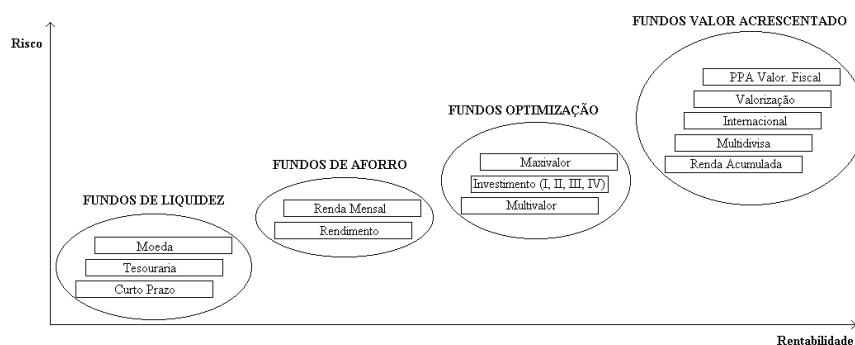 FUNDOS VALOR ACRESCENTADO
Risco
PPA Valor. Fiscal
Valorização
Internacional
Multidivisa
Renda Acumulada
FUNDOS OPTIMIZAÇÃO
Maxivalor
Investimento (I, II, III, IV)
Multivalor
FUNDOS DE AFORRO
Renda Mensal
Rendimento
FUNDOS DE LIQUIDEZ
Moeda
Tesouraria
Curto Prazo
Rentabilidade